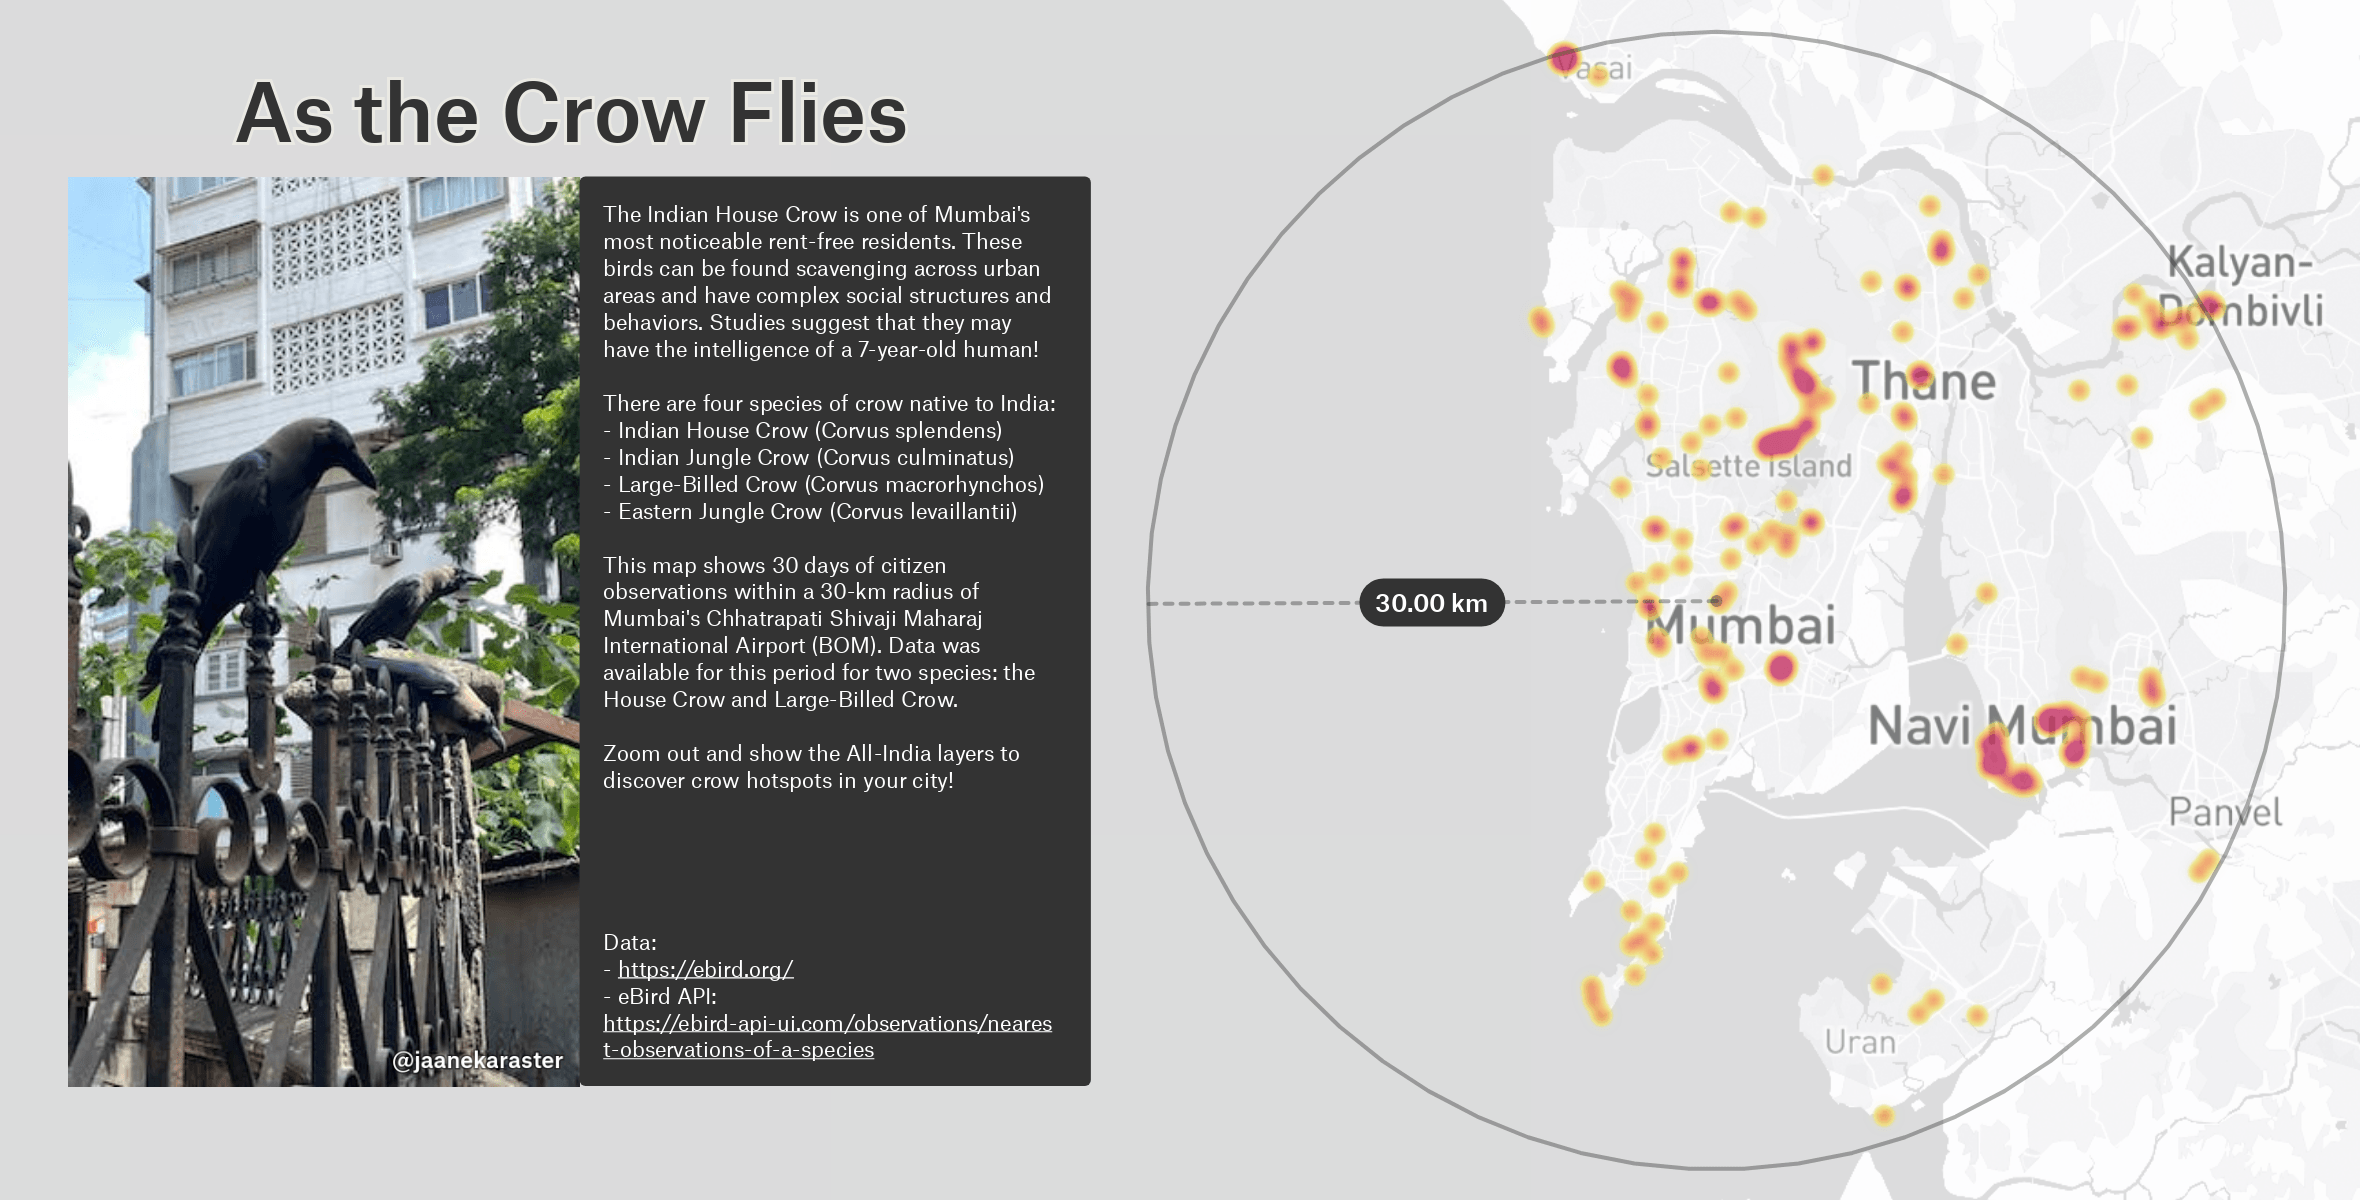 As the Crow Flies
The Indian House Crow is one of Mumbai's
most noticeable rent-free residents. These
birds can be found scavenging across urban
areas and have complex social structures and
behaviors. Studies suggest that they may
have the intelligence of a 7-year-old human!
There are four species of crow native to India:
- Indian House Crow (Corvus splendens)
- Indian Jungle Crow (Corvus culminatus)
- Large-Billed Crow (Corvus macrorhynchos)
- Eastern Jungle Crow (Corvus levaillantii)
This map shows 30 days of citizen
observations within a 30-km radius of
Mumbai's Chhatrapati Shivaji Maharaj
International Airport (BOM). Data was
available for this period for two species: the
House Crow and Large-Billed Crow.
Zoom out and show the All-India layers to
discover crow hotspots in your city!
Data:
- https://ebird.org/
- eBird API:
https://ebird-api-ui.com/observations/neares
t-observations-of-a-species
@jaanekaraster
Vasai
Kalyan-
Dombivli
Thane
Salsette Island
30.00 km
Mumbai
Navi Mumbai
Panvel
Uran